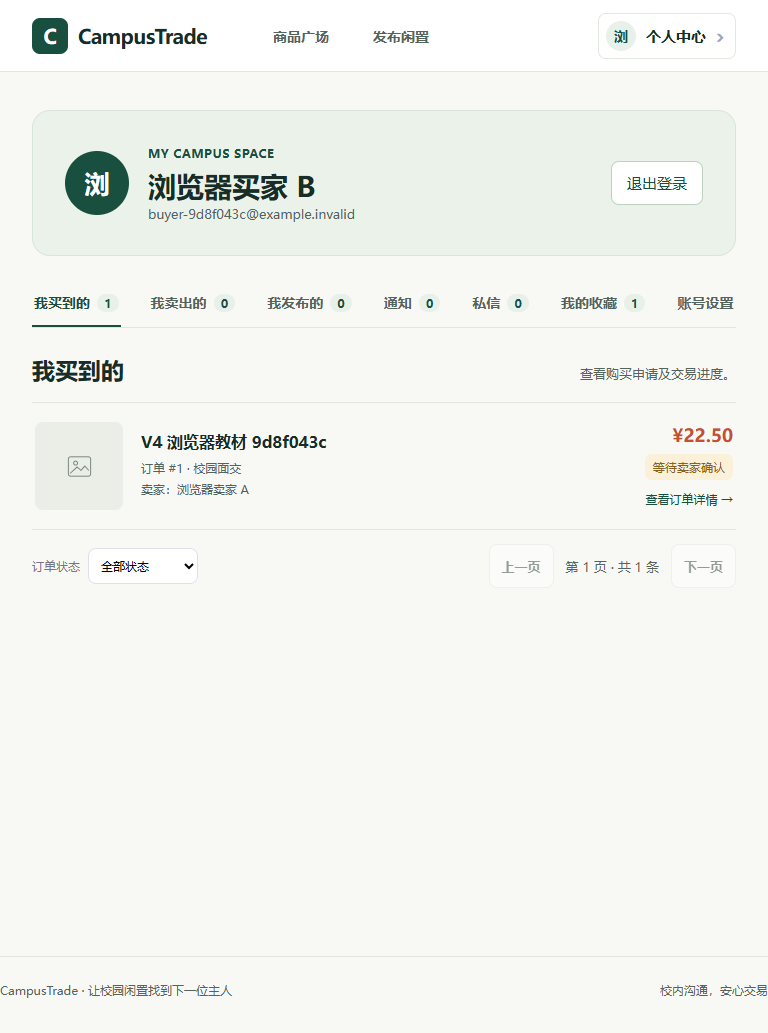 C CampusTrade 商品广场 发布闲置 浏 个人中心 ›
浏
MY CAMPUS SPACE
浏览器买家 B
buyer-9d8f043c@example.invalid
退出登录
我买到的 1 我卖出的 0 我发布的 0 通知 0 私信 0 我的收藏 1 账号设置
我买到的
查看购买申请及交易进度。
V4 浏览器教材 9d8f043c
订单 #1 · 校园面交
卖家：浏览器卖家 A
¥22.50
等待卖家确认
查看订单详情 →
订单状态 全部状态 上一页 第 1 页 · 共 1 条 下一页
CampusTrade · 让校园闲置找到下一位主人 校内沟通，安心交易